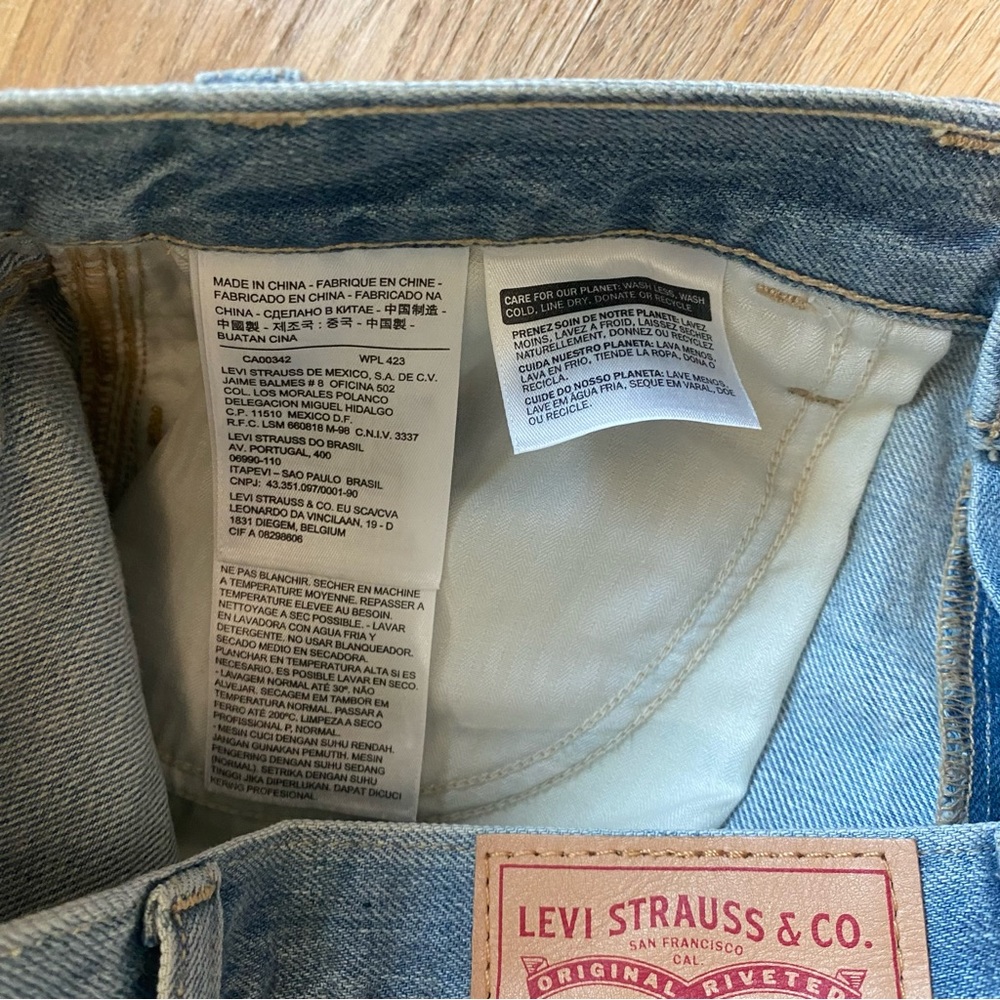 MADE IN CHINA - FABRIQUE EN CHINE -
FABRICADO EN CHINA - FABRICADO NA
CHINA - СДЕЛАНО В КИТАЕ - 中国制造 -
中國製 - 제조국 : 중국 - 中国製 -
BUATAN CINA
CA00342 WPL 423
LEVI STRAUSS DE MEXICO, S.A. DE C.V.
JAIME BALMES # 8 OFICINA 502
COL. LOS MORALES POLANCO
DELEGACION MIGUEL HIDALGO
C.P. 11510 MEXICO D.F.
R.F.C. LSM 660818 M-98 C.N.I.V. 3337
LEVI STRAUSS DO BRASIL
AV. PORTUGAL, 400
06990-110
ITAPEVI – SAO PAULO BRASIL
CNPJ: 43.351.097/0001-90
LEVI STRAUSS & CO. EU SCA/CVA
LEONARDO DA VINCILAAN, 19 - D
1831 DIEGEM, BELGIUM
CIF A 08298606
NE PAS BLANCHIR. SECHER EN MACHINE
A TEMPERATURE MOYENNE. REPASSER A
TEMPERATURE ELEVEE AU BESOIN.
NETTOYAGE A SEC POSSIBLE. - LAVAR
EN LAVADORA CON AGUA FRIA Y
DETERGENTE. NO USAR BLANQUEADOR.
SECADO MEDIO EN SECADORA.
PLANCHAR EN TEMPERATURA ALTA SI ES
NECESARIO. ES POSIBLE LAVAR EN SECO.
- LAVAGEM NORMAL ATÉ 30º. NÃO
ALVEJAR. SECAGEM EM TAMBOR EM
TEMPERATURA NORMAL. PASSAR A
FERRO ATÉ 200ºC. LIMPEZA A SECO
PROFISSIONAL P, NORMAL.
- MESIN CUCI DENGAN SUHU RENDAH.
JANGAN GUNAKAN PEMUTIH. MESIN
PENGERING DENGAN SUHU SEDANG
(NORMAL). SETRIKA DENGAN SUHU
TINGGI JIKA DIPERLUKAN. DAPAT DICUCI
KERING PROFESIONAL.
CARE FOR OUR PLANET: WASH LESS, WASH
COLD, LINE DRY, DONATE OR RECYCLE
PRENEZ SOIN DE NOTRE PLANETE: LAVEZ
MOINS, LAVEZ A FROID, LAISSEZ SECHER
NATURELLEMENT, DONNEZ OU RECYCLEZ
CUIDA NUESTRO PLANETA: LAVA MENOS,
LAVA EN FRIO, TIENDE LA ROPA, DONA O
RECICLA.
CUIDE DO NOSSO PLANETA: LAVE MENOS,
LAVE EM ÁGUA FRIA, SEQUE EM VARAL, DOE
OU RECICLE.
LEVI STRAUSS & CO.
SAN FRANCISCO
CAL.
ORIGINAL RIVETED